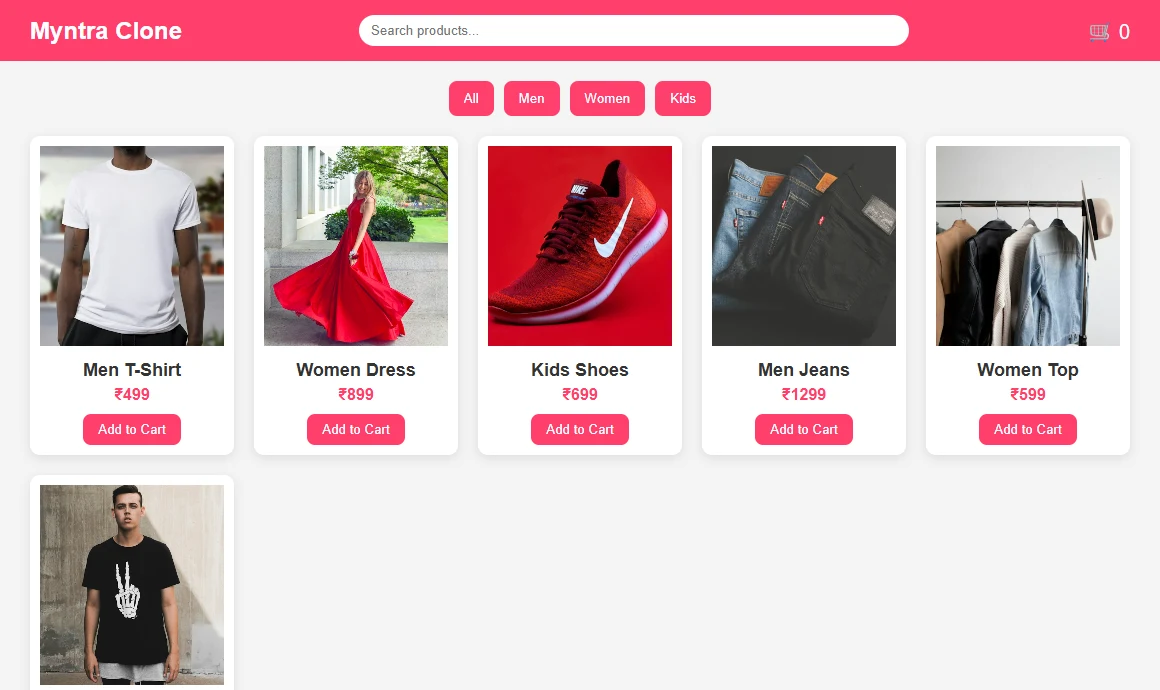 Myntra Clone
Search products...
0
All
Men
Women
Kids
NIKE
Men T-Shirt
₹499
Add to Cart
Women Dress
₹899
Add to Cart
Kids Shoes
₹699
Add to Cart
Men Jeans
₹1299
Add to Cart
Women Top
₹599
Add to Cart